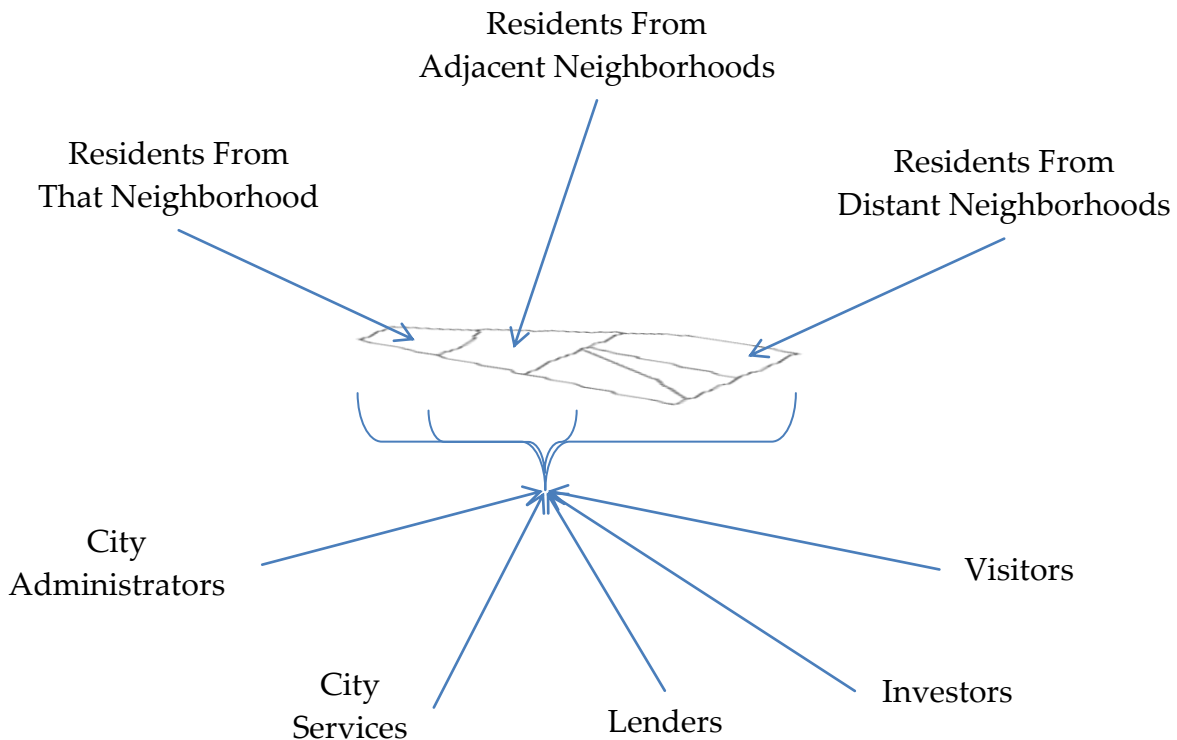 Residents From
Adjacent Neighborhoods
Residents From
That Neighborhood
Residents From
Distant Neighborhoods
City
Administrators
Visitors
City
Services
Lenders
Investors